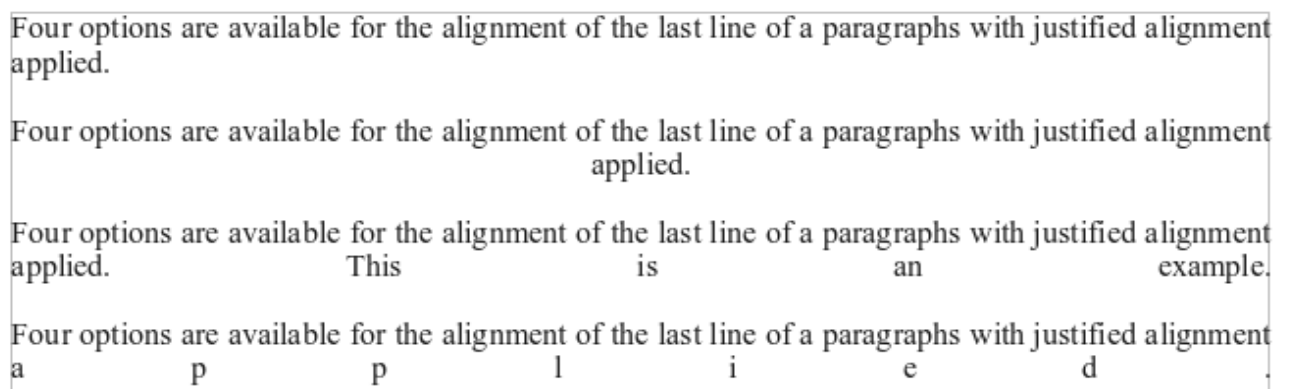 Four options are available for the alignment of the last line of a paragraphs with justified alignment
applied.
Four options are available for the alignment of the last line of a paragraphs with justified alignment
applied.
Four options are available for the alignment of the last line of a paragraphs with justified alignment
applied. This is an example.
Four options are available for the alignment of the last line of a paragraphs with justified alignment
a p p l i e d .